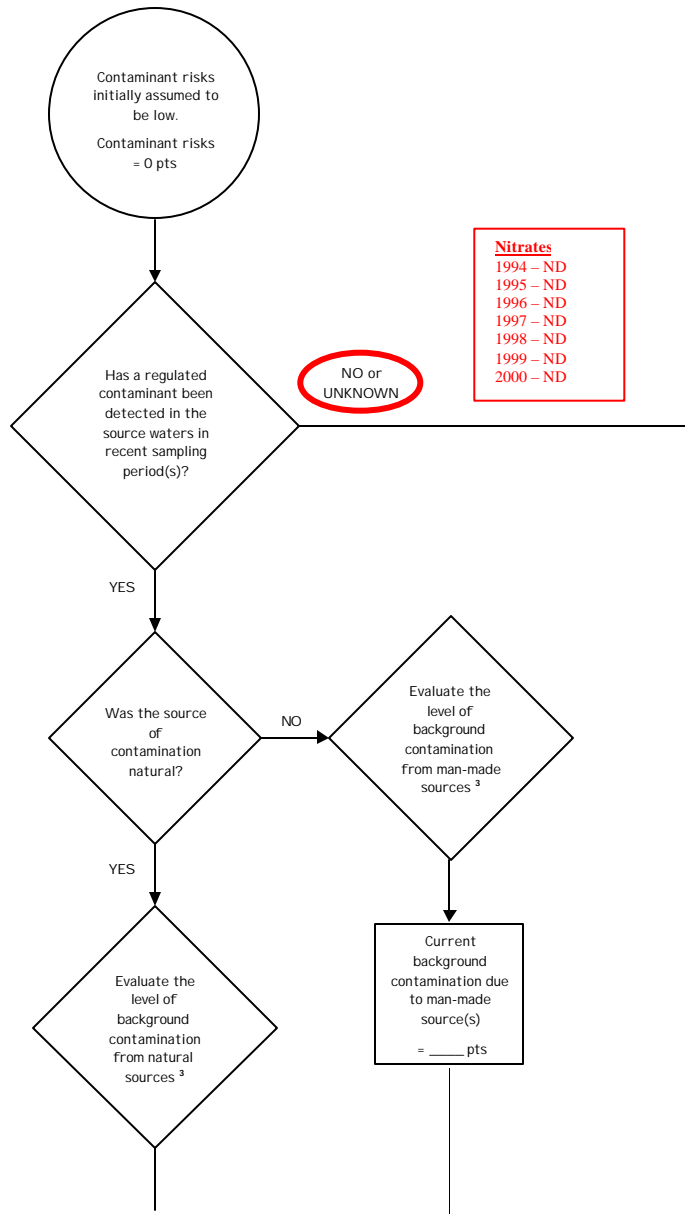 Contaminant risks
initially assumed to
be low.
Contaminant risks
= 0 pts
Nitrates
1994 – ND
1995 – ND
1996 – ND
1997 – ND
1998 – ND
1999 – ND
2000 – ND
Has a regulated
contaminant been
detected in the
source waters in
recent sampling
period(s)?
NO or
UNKNOWN
YES
Was the source
of
contamination
natural?
NO
Evaluate the
level of
background
contamination
from man-made
sources ³
YES
Evaluate the
level of
background
contamination
from natural
sources ³
Current
background
contamination due
to man-made
source(s)
= _____ pts